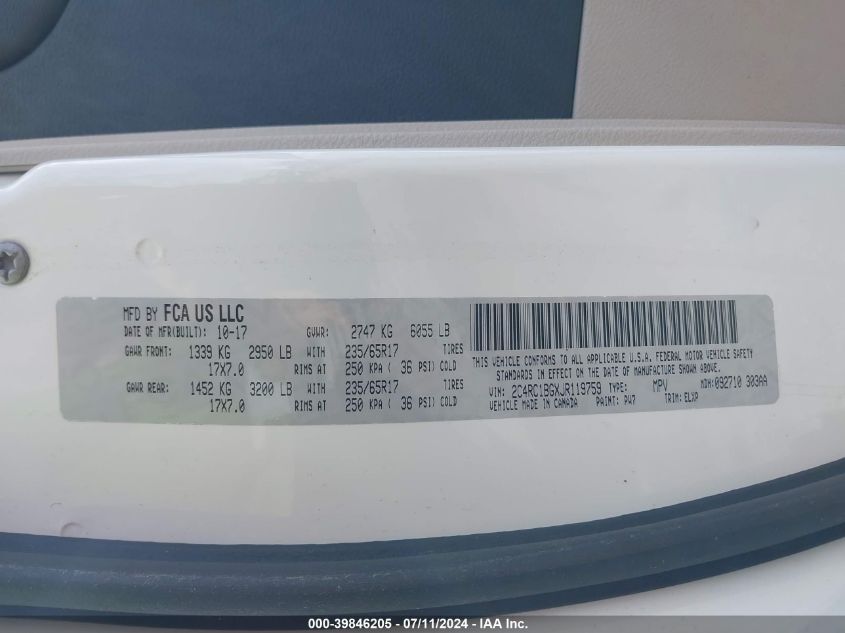 MFD BY FCA US LLC
DATE OF MFR(BUILT): 10-17 GVWR: 2747 KG 6055 LB
GAWR FRONT: 1339 KG 2950 LB WITH 235/65R17 TIRES
17X7.0 RIMS AT 250 KPA ( 36 PSI) COLD
GAWR REAR: 1452 KG 3200 LB WITH 235/65R17 TIRES
17X7.0 RIMS AT 250 KPA ( 36 PSI) COLD
THIS VEHICLE CONFORMS TO ALL APPLICABLE U.S.A. FEDERAL MOTOR VEHICLE SAFETY
STANDARDS IN EFFECT ON THE DATE OF MANUFACTURE SHOWN ABOVE.
VIN: 2C4RC1BGXJR119759 TYPE: MPV MDH:092710 303AA
VEHICLE MADE IN CANADA PAINT: PW7 TRIM: ELXP
000-39846205 - 07/11/2024 - IAA Inc.